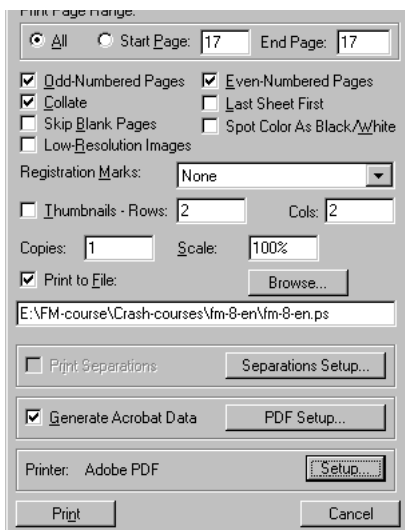 Print Page Range:
All Start Page: 17 End Page: 17
Odd-Numbered Pages Even-Numbered Pages
Collate Last Sheet First
Skip Blank Pages Spot Color As Black/White
Low-Resolution Images
Registration Marks: None
Thumbnails - Rows: 2 Cols: 2
Copies: 1 Scale: 100%
Print to File: Browse...
E:\FM-course\Crash-courses\fm-8-en\fm-8-en.ps
Print Separations Separations Setup...
Generate Acrobat Data PDF Setup...
Printer: Adobe PDF Setup...
Print Cancel